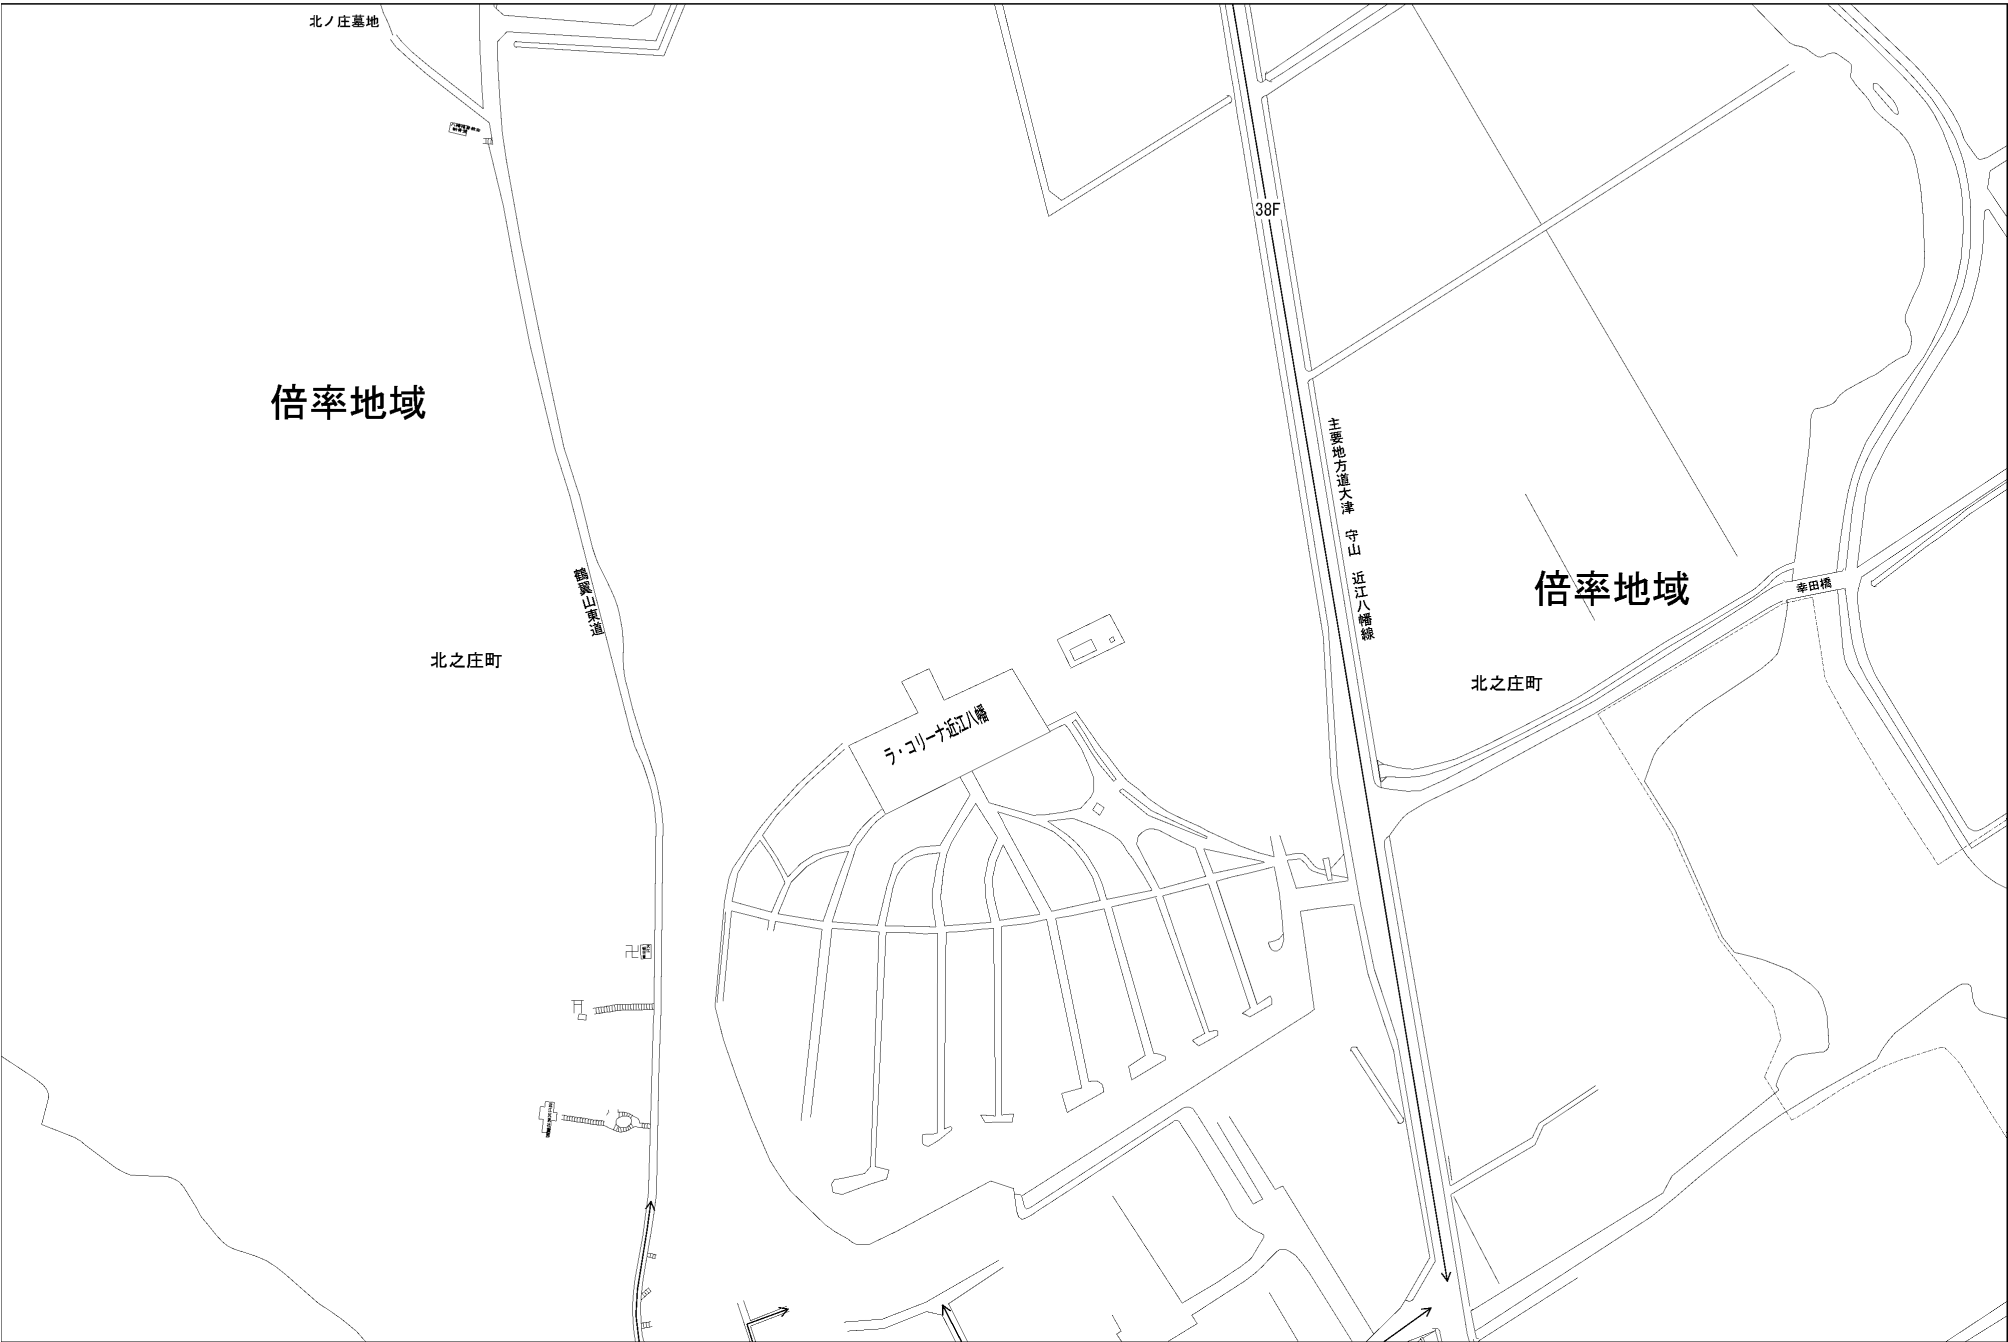 北ノ庄墓地
38F
倍率地域
主要地方道大津　守山　近江八幡線
鶴翼山東道
倍率地域
幸田橋
北之庄町
北之庄町
ラ・コリーナ近江八幡